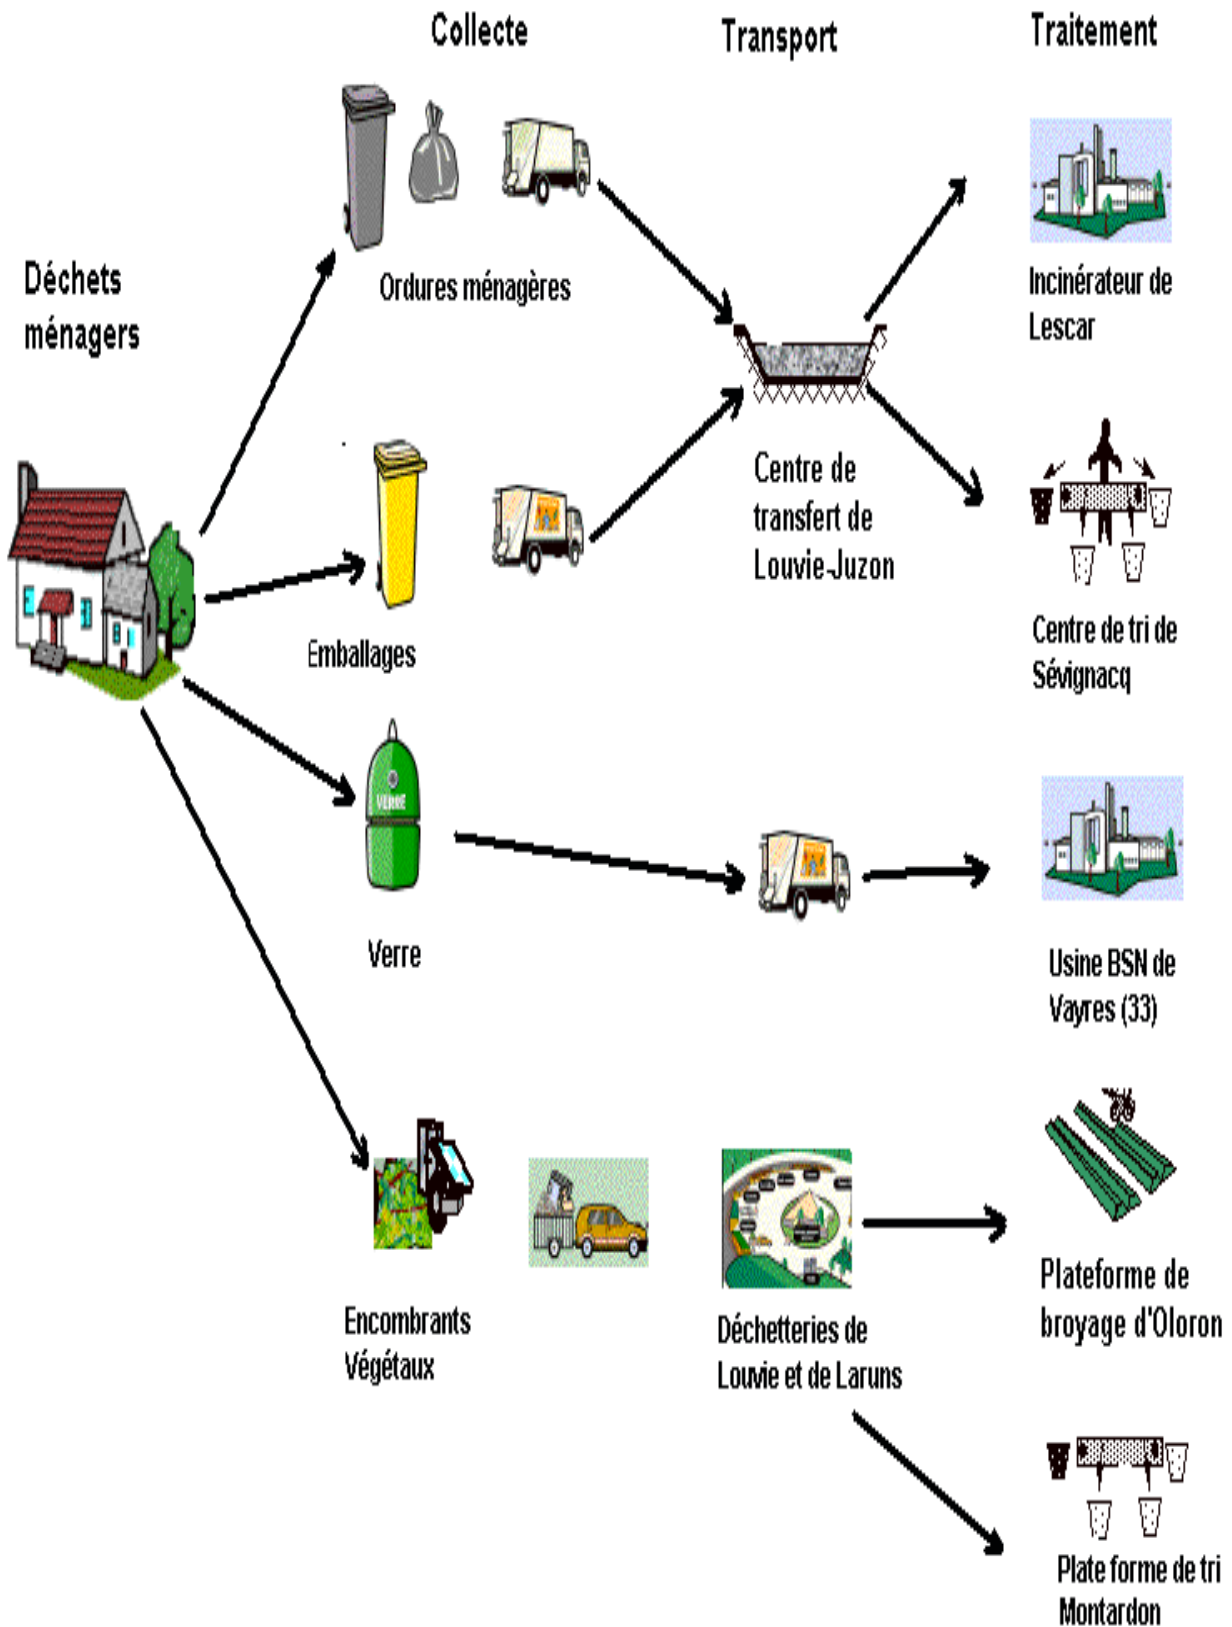 Collecte
Transport
Traitement
Déchets
ménagers
Ordures ménagères
Incinérateur de
Lescar
Centre de
transfert de
Louvie-Juzon
Emballages
Centre de tri de
Sévignacq
VERRE
Verre
Usine BSN de
Vayres (33)
Encombrants
Végétaux
Déchetteries de
Louvie et de Laruns
Plateforme de
broyage d'Oloron
Plate forme de tri
Montardon